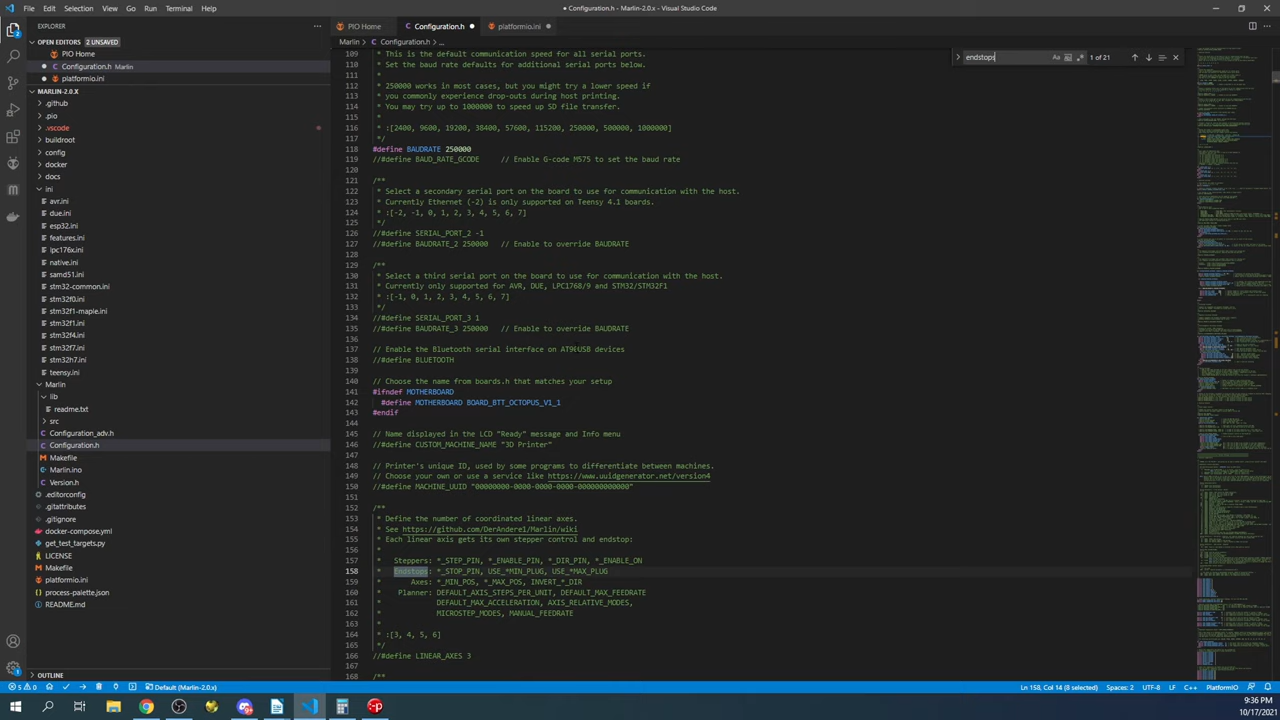 File Edit Selection View Go Run Terminal Help
● Configuration.h - Marlin-2.0.x - Visual Studio Code
EXPLORER
OPEN EDITORS 2 UNSAVED
PIO Home
Configuration.h Marlin
platformio.ini
MARLIN-2.0.X
.github
.pio
.vscode
buildroot
config
docker
docs
ini
avr.ini
due.ini
esp32.ini
features.ini
lpc176x.ini
native.ini
samd51.ini
stm32-common.ini
stm32f0.ini
stm32f1-maple.ini
stm32f1.ini
stm32f4.ini
stm32f7.ini
stm32h7.ini
teensy.ini
Marlin
lib
readme.txt
src
Configuration_adv.h
Configuration.h
Makefile
Marlin.ino
Version.h
.editorconfig
.gitattributes
.gitignore
docker-compose.yml
get_test_targets.py
LICENSE
Makefile
platformio.ini
process-palette.json
README.md
OUTLINE
PIO Home
Configuration.h
platformio.ini
Marlin > Configuration.h > ...
endstops
Aa
1 of 21
109 * This is the default communication speed for all serial ports.
110 * Set the baud rate defaults for additional serial ports below.
111 *
112 * 250000 works in most cases, but you might try a lower speed if
113 * you commonly experience drop-outs during host printing.
114 * You may try up to 1000000 to speed up SD file transfer.
115 *
116 * :[2400, 9600, 19200, 38400, 57600, 115200, 250000, 500000, 1000000]
117 */
118 #define BAUDRATE 250000
119 //#define BAUD_RATE_GCODE // Enable G-code M575 to set the baud rate
120
121 /**
122 * Select a secondary serial port on the board to use for communication with the host.
123 * Currently Ethernet (-2) is only supported on Teensy 4.1 boards.
124 * :[-2, -1, 0, 1, 2, 3, 4, 5, 6, 7]
125 */
126 //#define SERIAL_PORT_2 -1
127 //#define BAUDRATE_2 250000 // Enable to override BAUDRATE
128
129 /**
130 * Select a third serial port on the board to use for communication with the host.
131 * Currently only supported for AVR, DUE, LPC1768/9 and STM32/STM32F1
132 * :[-1, 0, 1, 2, 3, 4, 5, 6, 7]
133 */
134 //#define SERIAL_PORT_3 1
135 //#define BAUDRATE_3 250000 // Enable to override BAUDRATE
136
137 // Enable the Bluetooth serial interface on AT90USB devices
138 //#define BLUETOOTH
139
140 // Choose the name from boards.h that matches your setup
141 #ifndef MOTHERBOARD
142 #define MOTHERBOARD BOARD_BTT_OCTOPUS_V1_1
143 #endif
144
145 // Name displayed in the LCD "Ready" message and Info menu
146 //#define CUSTOM_MACHINE_NAME "3D Printer"
147
148 // Printer's unique ID, used by some programs to differentiate between machines.
149 // Choose your own or use a service like https://www.uuidgenerator.net/version4
150 //#define MACHINE_UUID "00000000-0000-0000-0000-000000000000"
151
152 /**
153 * Define the number of coordinated linear axes.
154 * See https://github.com/DerAndere1/Marlin/wiki
155 * Each linear axis gets its own stepper control and endstop:
156 *
157 * Steppers: *_STEP_PIN, *_ENABLE_PIN, *_DIR_PIN, *_ENABLE_ON
158 * Endstops: *_STOP_PIN, USE_*MIN_PLUG, USE_*MAX_PLUG
159 * Axes: *_MIN_POS, *_MAX_POS, INVERT_*_DIR
160 * Planner: DEFAULT_AXIS_STEPS_PER_UNIT, DEFAULT_MAX_FEEDRATE
161 * DEFAULT_MAX_ACCELERATION, AXIS_RELATIVE_MODES,
162 * MICROSTEP_MODES, MANUAL_FEEDRATE
163 *
164 * :[3, 4, 5, 6]
165 */
166 //#define LINEAR_AXES 3
167
168 /**
5 0 Default (Marlin-2.0.x) Ln 158, Col 14 (8 selected) Spaces: 2 UTF-8 LF C++ PlatformIO
9:36 PM
10/17/2021